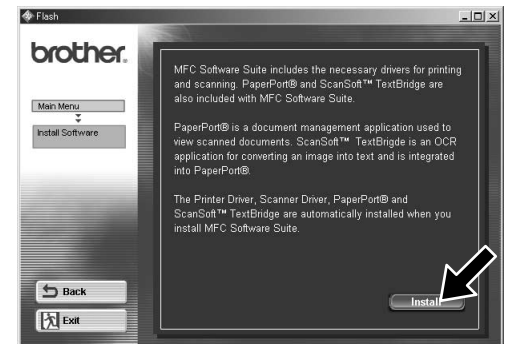 Flash
brother.
Main Menu
Install Software
MFC Software Suite includes the necessary drivers for printing
and scanning. PaperPort® and ScanSoft™ TextBridge are
also included with MFC Software Suite.
PaperPort® is a document management application used to
view scanned documents. ScanSoft™ TextBrigde is an OCR
application for converting an image into text and is integrated
into PaperPort®.
The Printer Driver, Scanner Driver, PaperPort® and
ScanSoft™ TextBridge are automatically installed when you
install MFC Software Suite.
Back
Install
Exit